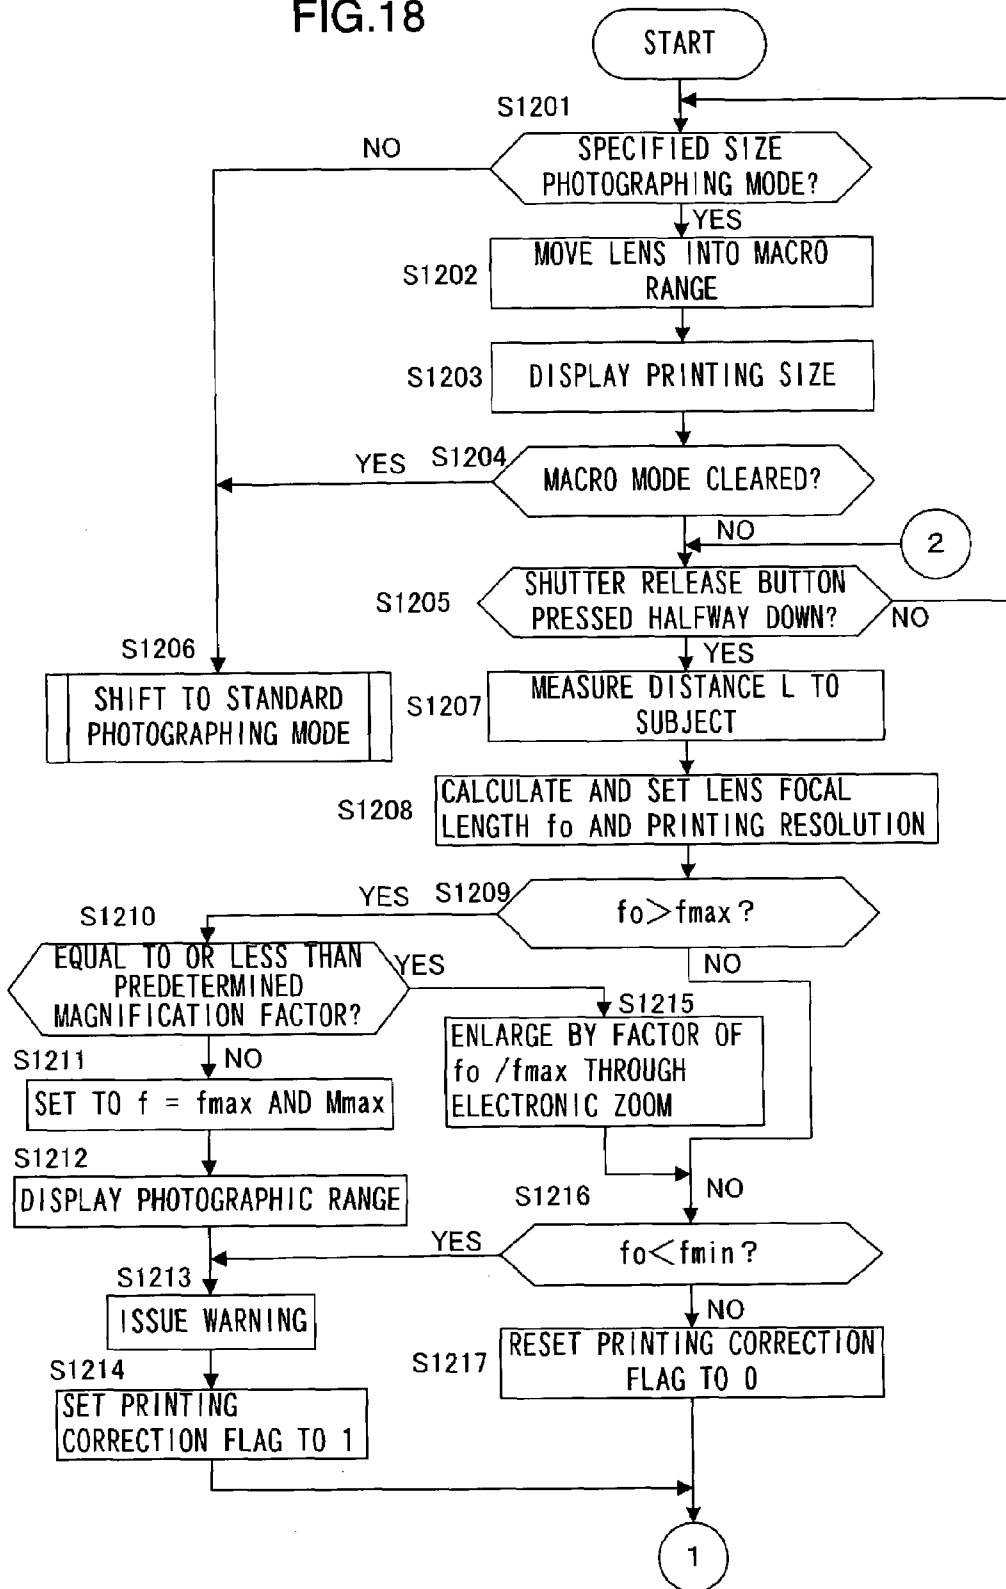 FIG.18
START
S1201
SPECIFIED SIZE
PHOTOGRAPHING MODE?
NO
YES
S1202
MOVE LENS INTO MACRO
RANGE
S1203
DISPLAY PRINTING SIZE
YES
S1204
MACRO MODE CLEARED?
NO
2
S1205
SHUTTER RELEASE BUTTON
PRESSED HALFWAY DOWN?
NO
YES
S1206
SHIFT TO STANDARD
PHOTOGRAPHING MODE
S1207
MEASURE DISTANCE L TO
SUBJECT
S1208
CALCULATE AND SET LENS FOCAL
LENGTH fo AND PRINTING RESOLUTION
YES
S1209
fo>fmax?
NO
S1210
EQUAL TO OR LESS THAN
PREDETERMINED
MAGNIFICATION FACTOR?
YES
NO
S1215
ENLARGE BY FACTOR OF
fo /fmax THROUGH
ELECTRONIC ZOOM
S1211
SET TO f = fmax AND Mmax
S1212
DISPLAY PHOTOGRAPHIC RANGE
NO
S1216
fo<fmin?
YES
NO
S1213
ISSUE WARNING
S1214
SET PRINTING
CORRECTION FLAG TO 1
S1217
RESET PRINTING CORRECTION
FLAG TO 0
1